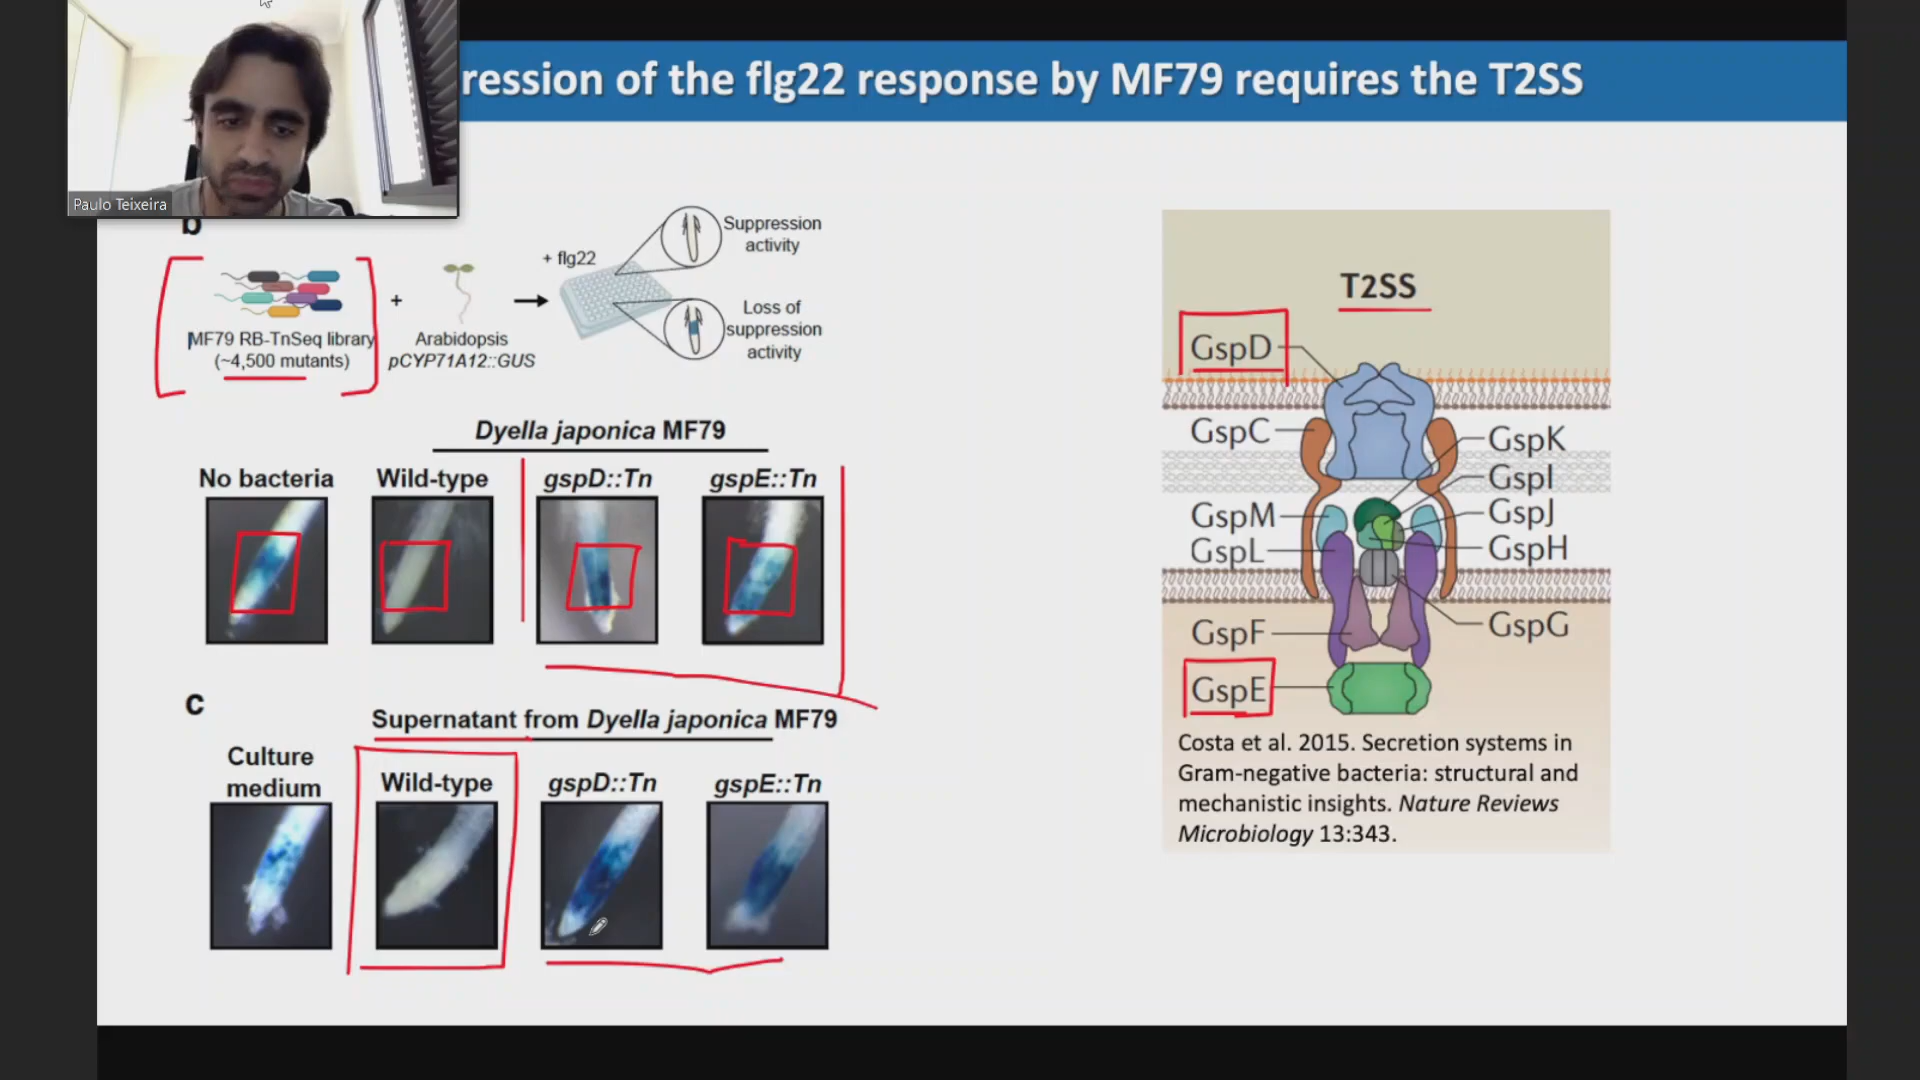 ression of the flg22 response by MF79 requires the T2SS
Paulo Teixeira
b
Suppression
activity
+ flg22
Loss of
suppression
activity
+
MF79 RB-TnSeq library
(~4,500 mutants)
Arabidopsis
pCYP71A12::GUS
Dyella japonica MF79
No bacteria
Wild-type
gspD::Tn
gspE::Tn
c
Supernatant from Dyella japonica MF79
Culture
medium
Wild-type
gspD::Tn
gspE::Tn
T2SS
GspD
GspC
GspK
GspI
GspM
GspJ
GspL
GspH
GspF
GspG
GspE
Costa et al. 2015. Secretion systems in
Gram-negative bacteria: structural and
mechanistic insights. Nature Reviews
Microbiology 13:343.